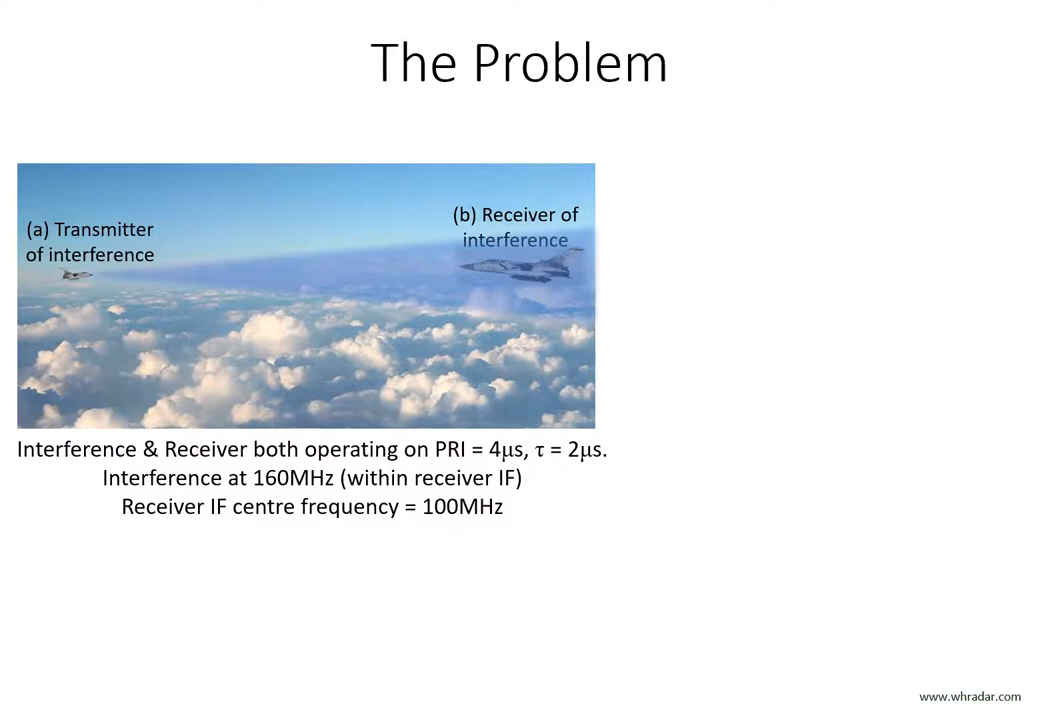 The Problem
(a) Transmitter
of interference
(b) Receiver of
interference
Interference & Receiver both operating on PRI = 4μs, τ = 2μs.
Interference at 160MHz (within receiver IF)
Receiver IF centre frequency = 100MHz
www.whradar.com